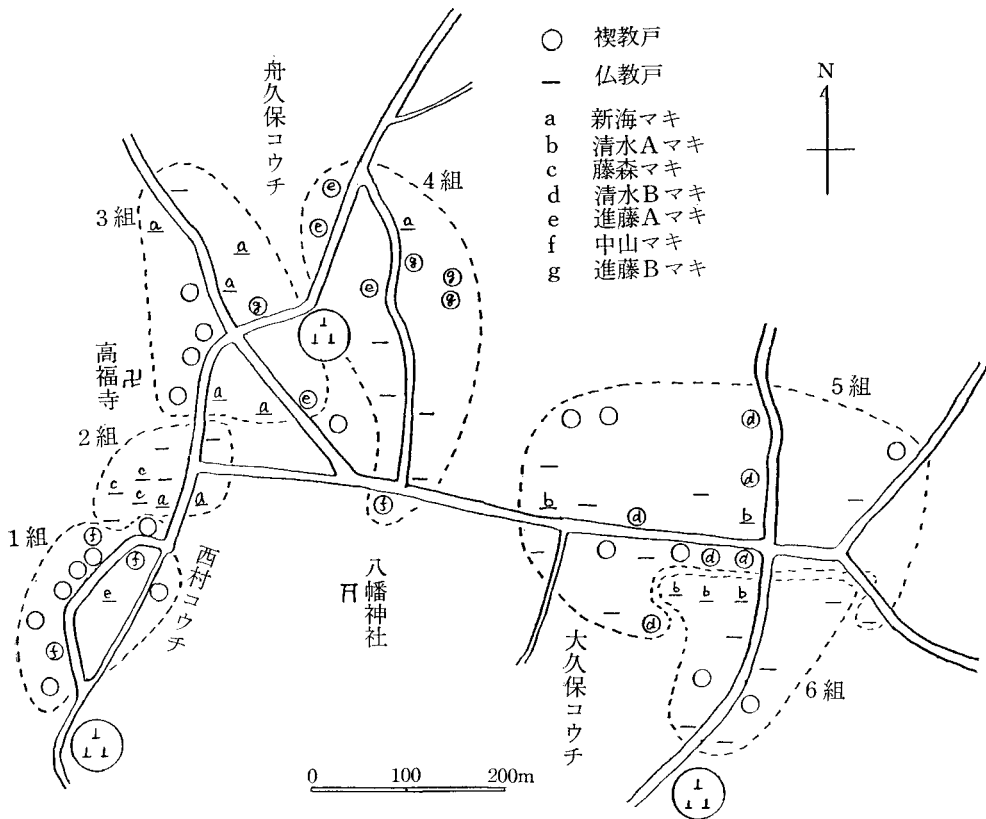 ○ 禊教戸
— 仏教戸
a 新海マキ
b 清水Aマキ
c 藤森マキ
d 清水Bマキ
e 進藤Aマキ
f 中山マキ
g 進藤Bマキ
N
舟久保コウチ
3組
4組
a
a
a
g
e
e
e
a
g
g
g
高福寺
卍
a
a
e
2組
c
c
c
a
a
1組
f
f
e
f
西村コウチ
f
八幡神社
5組
d
d
b
d
b
d
d
b
b
b
d
大久保コウチ
6組
0 100 200m